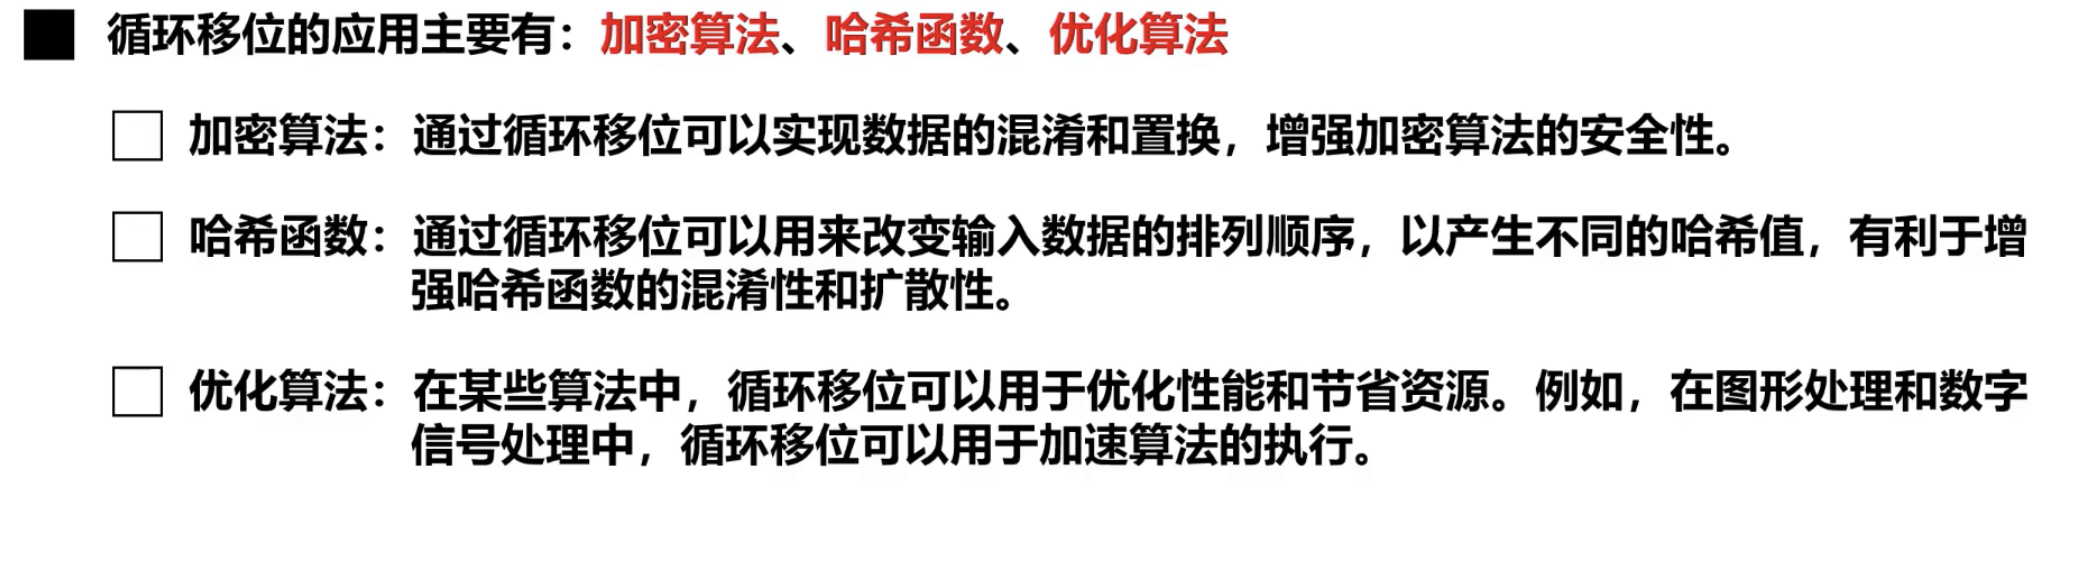 循环移位的应用主要有：加密算法、哈希函数、优化算法
加密算法：通过循环移位可以实现数据的混淆和置换，增强加密算法的安全性。
哈希函数：通过循环移位可以用来改变输入数据的排列顺序，以产生不同的哈希值，有利于增
强哈希函数的混淆性和扩散性。
优化算法：在某些算法中，循环移位可以用于优化性能和节省资源。例如，在图形处理和数字
信号处理中，循环移位可以用于加速算法的执行。